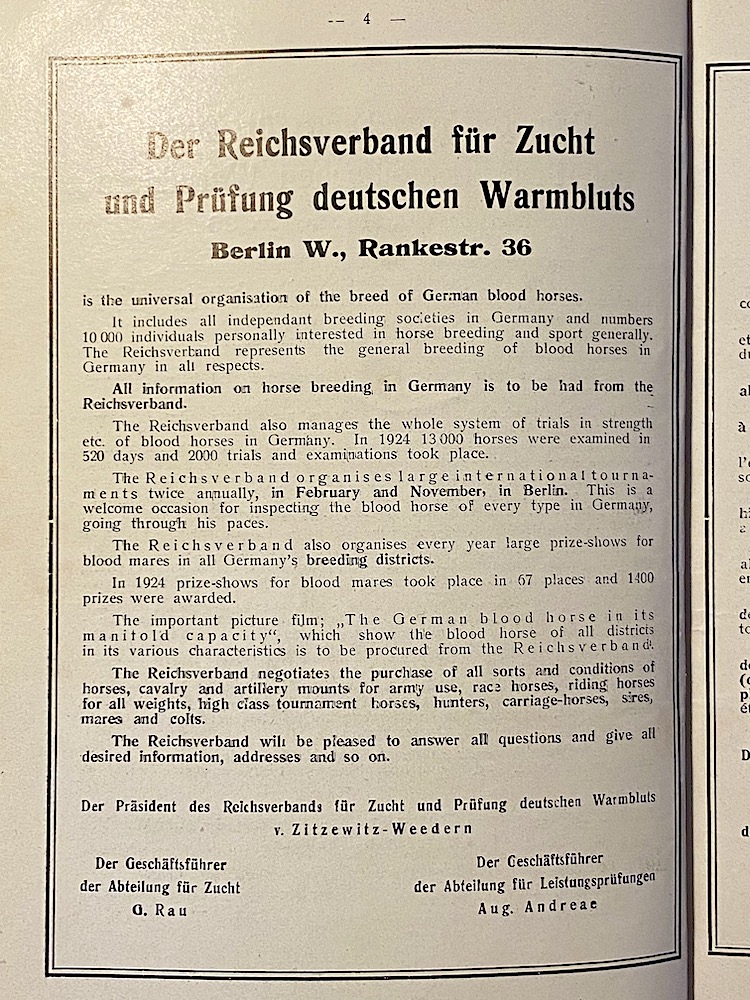 -- 4 —
Der Reichsverband für Zucht
und Prüfung deutschen Warmbluts
Berlin W., Rankestr. 36
is the universal organisation of the breed of German blood horses.
It includes all independant breeding societies in Germany and numbers
10 000 individuals personally interested in horse breeding and sport generally.
The Reichsverband represents the general breeding of blood horses in
Germany in all respects.
All information on horse breeding in Germany is to be had from the
Reichsverband.
The Reichsverband also manages the whole system of trials in strength
etc. of blood horses in Germany. In 1924 13 000 horses were examined in
520 days and 2000 trials and examinations took place.
The Reichsverband organises large international tourna-
ments twice annually, in February and November, in Berlin. This is a
welcome occasion for inspecting the blood horse of every type in Germany,
going through his paces.
The Reichsverband also organises every year large prize-shows for
blood mares in all Germany's breeding districts.
In 1924 prize-shows for blood mares took place in 67 places and 1400
prizes were awarded.
The important picture film; „The German blood horse in its
manifold capacity“, which show the blood horse of all districts
in its various characteristics is to be procured from the Reichsverband.
The Reichsverband negotiates the purchase of all sorts and conditions of
horses, cavalry and artillery mounts for army use, race horses, riding horses
for all weights, high class tournament horses, hunters, carriage-horses, sires,
mares and colts.
The Reichsverband will be pleased to answer all questions and give all
desired information, addresses and so on.
Der Präsident des Reichsverbands für Zucht und Prüfung deutschen Warmbluts
v. Zitzewitz-Weedern
Der Geschäftsführer
der Abteilung für Zucht
G. Rau
Der Geschäftsführer
der Abteilung für Leistungsprüfungen
Aug. Andreae